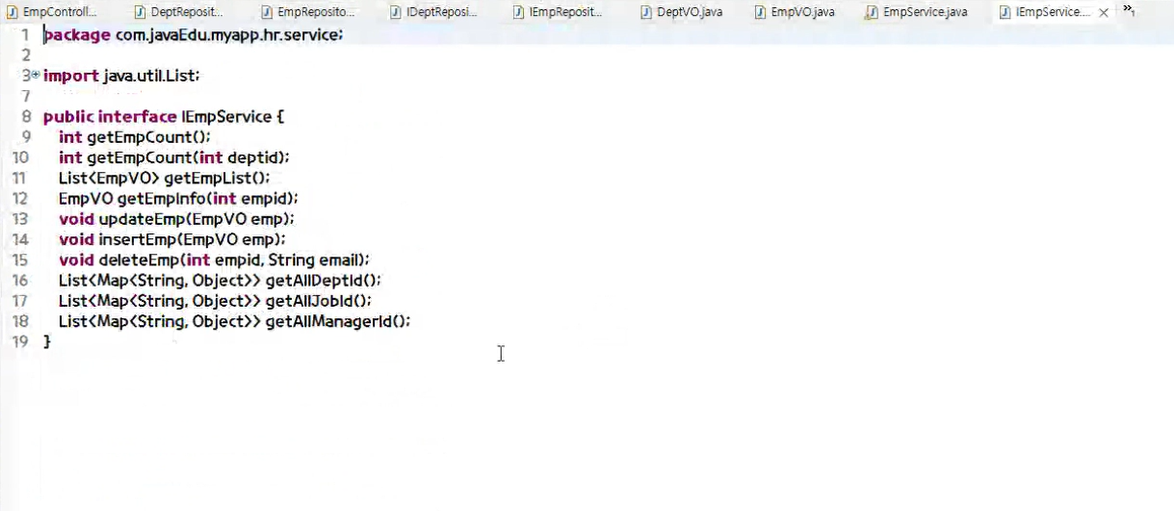 EmpControll... DeptReposit... EmpReposito... IDeptReposi... IEmpReposit... DeptVO.java EmpVO.java EmpService.java IEmpService.... »1
1 package com.javaEdu.myapp.hr.service;
2
3 import java.util.List;
7
8 public interface IEmpService {
9 int getEmpCount();
10 int getEmpCount(int deptid);
11 List<EmpVO> getEmpList();
12 EmpVO getEmpInfo(int empid);
13 void updateEmp(EmpVO emp);
14 void insertEmp(EmpVO emp);
15 void deleteEmp(int empid, String email);
16 List<Map<String, Object>> getAllDeptId();
17 List<Map<String, Object>> getAllJobId();
18 List<Map<String, Object>> getAllManagerId();
19 }